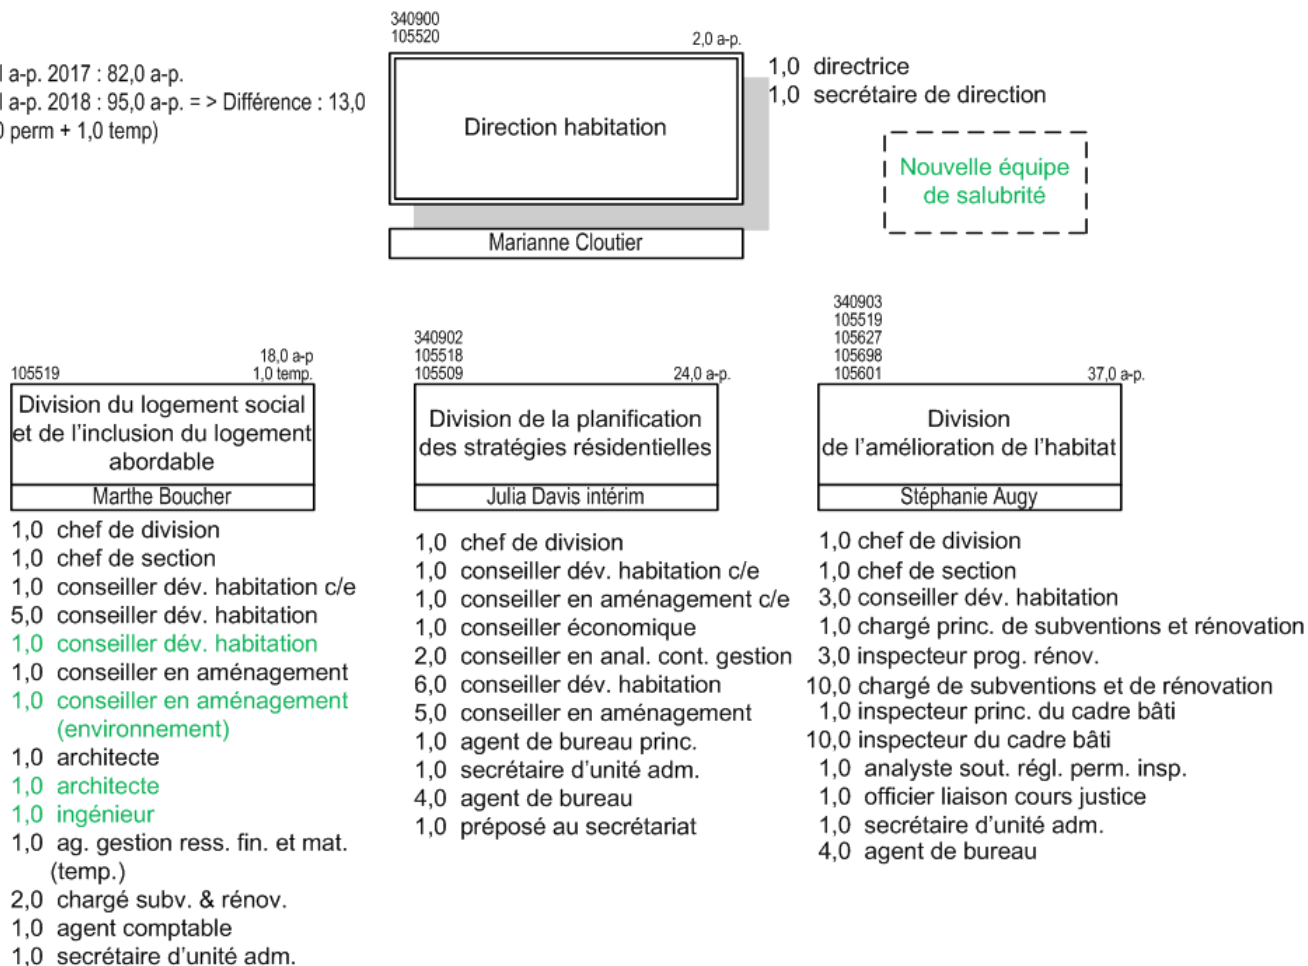 a-p. 2017 : 82,0 a-p.
a-p. 2018 : 95,0 a-p. = > Différence : 13,0
perm + 1,0 temp)
340900
105520
2,0 a-p.
Direction habitation
Marianne Cloutier
1,0 directrice
1,0 secrétaire de direction
Nouvelle équipe
de salubrité
105519
18,0 a-p
1,0 temp.
Division du logement social
et de l'inclusion du logement
abordable
Marthe Boucher
1,0 chef de division
1,0 chef de section
1,0 conseiller dév. habitation c/e
5,0 conseiller dév. habitation
1,0 conseiller dév. habitation
1,0 conseiller en aménagement
1,0 conseiller en aménagement
(environnement)
1,0 architecte
1,0 architecte
1,0 ingénieur
1,0 ag. gestion ress. fin. et mat.
(temp.)
2,0 chargé subv. & rénov.
1,0 agent comptable
1,0 secrétaire d'unité adm.
340902
105518
105509
24,0 a-p.
Division de la planification
des stratégies résidentielles
Julia Davis intérim
1,0 chef de division
1,0 conseiller dév. habitation c/e
1,0 conseiller en aménagement c/e
1,0 conseiller économique
2,0 conseiller en anal. cont. gestion
6,0 conseiller dév. habitation
5,0 conseiller en aménagement
1,0 agent de bureau princ.
1,0 secrétaire d'unité adm.
4,0 agent de bureau
1,0 préposé au secrétariat
340903
105519
105627
105698
105601
37,0 a-p.
Division
de l'amélioration de l'habitat
Stéphanie Augy
1,0 chef de division
1,0 chef de section
3,0 conseiller dév. habitation
1,0 chargé princ. de subventions et rénovation
3,0 inspecteur prog. rénov.
10,0 chargé de subventions et de rénovation
1,0 inspecteur princ. du cadre bâti
10,0 inspecteur du cadre bâti
1,0 analyste sout. régl. perm. insp.
1,0 officier liaison cours justice
1,0 secrétaire d'unité adm.
4,0 agent de bureau